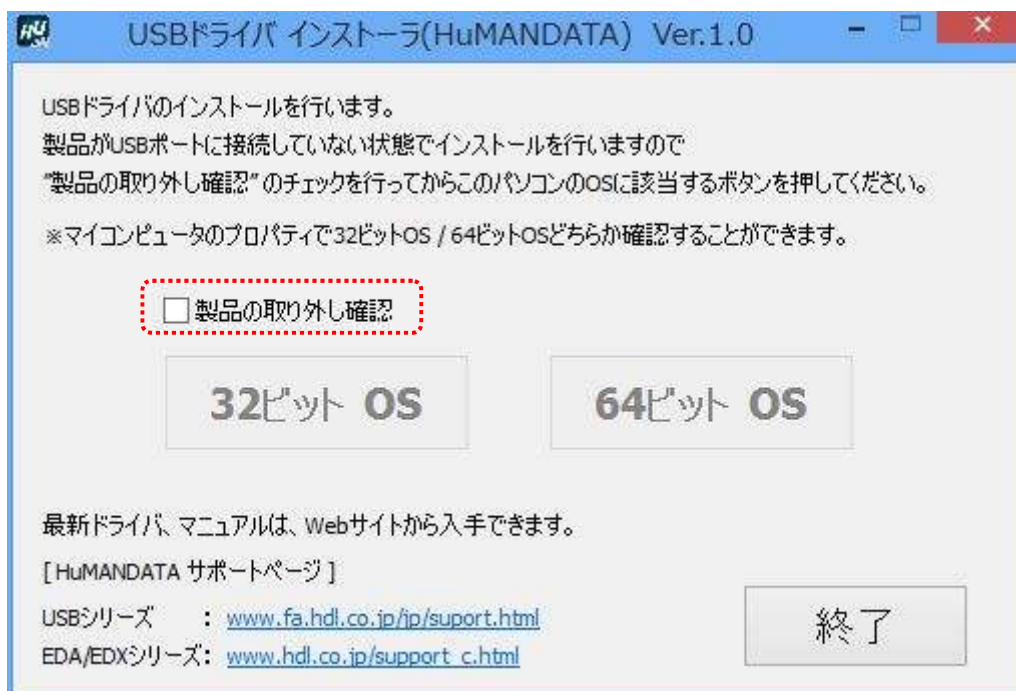 USBドライバ インストーラ(HuMANDATA) Ver.1.0
USBドライバのインストールを行います。
製品がUSBポートに接続していない状態でインストールを行いますので
"製品の取り外し確認" のチェックを行ってからこのパソコンのOSに該当するボタンを押してください。
※マイコンピュータのプロパティで32ビットOS / 64ビットOSどちらか確認することができます。
製品の取り外し確認
32ビット OS 64ビット OS
最新ドライバ、マニュアルは、Webサイトから入手できます。
[ HuMANDATA サポートページ ]
USBシリーズ : www.fa.hdl.co.jp/jp/suport.html
EDA/EDXシリーズ: www.hdl.co.jp/support_c.html
終了